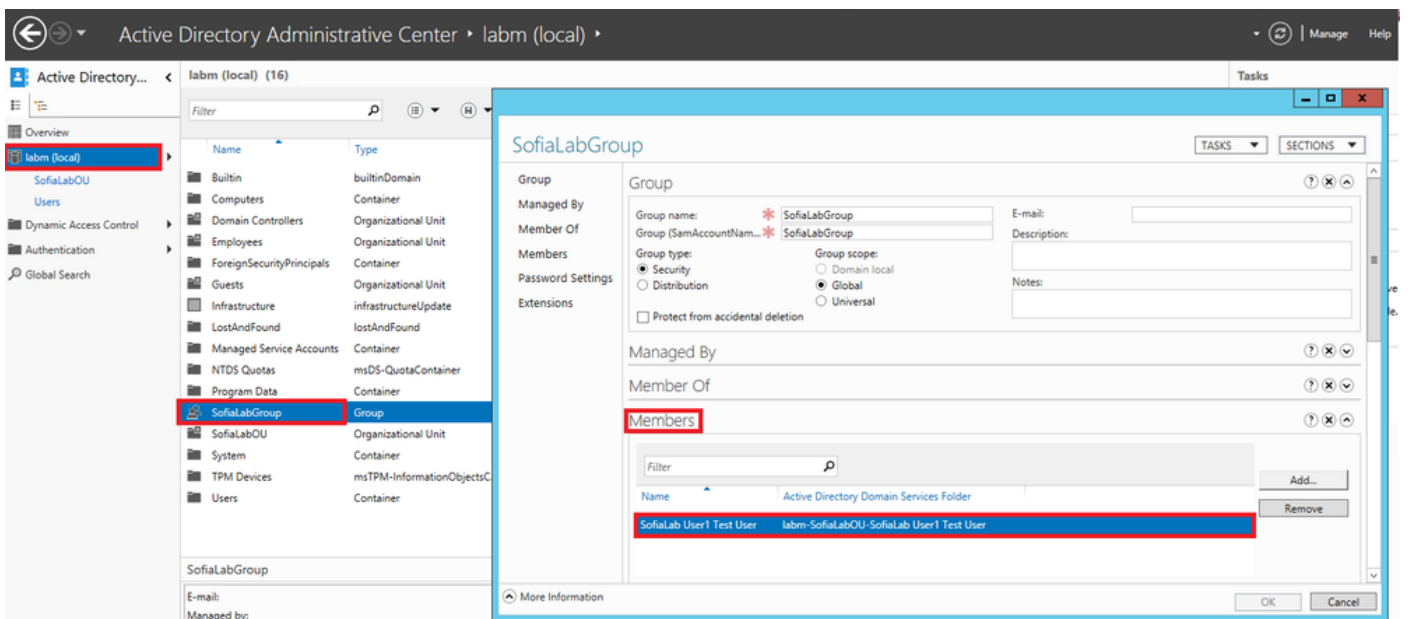 Active Directory Administrative Center • labm (local) •
Manage Help
Active Directory...
Overview
labm (local)
SofiaLabOU
Users
Dynamic Access Control
Authentication
Global Search
labm (local) (16)
Filter
Name Type
Builtin builtinDomain
Computers Container
Domain Controllers Organizational Unit
Employees Organizational Unit
ForeignSecurityPrincipals Container
Guests Organizational Unit
Infrastructure infrastructureUpdate
LostAndFound lostAndFound
Managed Service Accounts Container
NTDS Quotas msDS-QuotaContainer
Program Data Container
SofiaLabGroup Group
SofiaLabOU Organizational Unit
System Container
TPM Devices msTPM-InformationObjectsC
Users Container
SofiaLabGroup
E-mail:
Managed by:
Tasks
SofiaLabGroup
TASKS
SECTIONS
Group
Managed By
Member Of
Members
Password Settings
Extensions
Group
Group name: SofiaLabGroup
Group (SamAccountNam... SofiaLabGroup
Group type:
Security
Distribution
Group scope:
Domain local
Global
Universal
Protect from accidental deletion
E-mail:
Description:
Notes:
Managed By
Member Of
Members
Filter
Name Active Directory Domain Services Folder
SofiaLab User1 Test User labm-SofiaLabOU-SofiaLab User1 Test User
Add...
Remove
More Information
OK Cancel
ve
le.